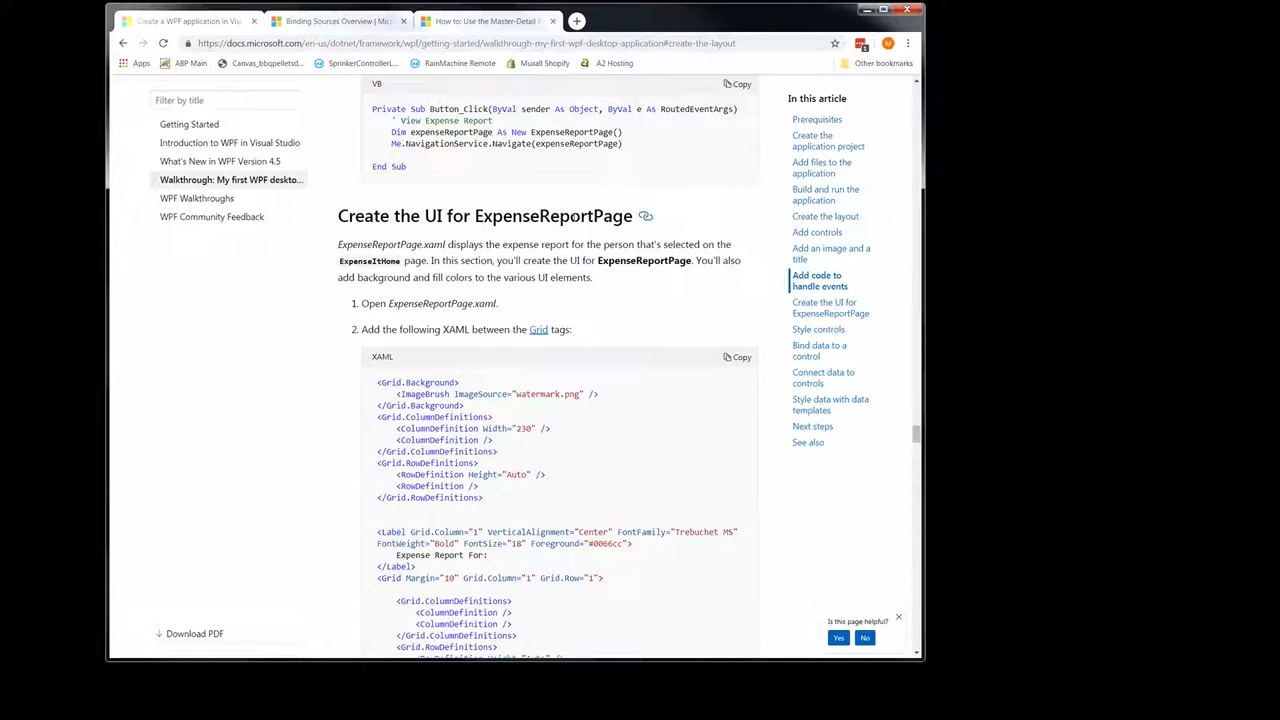 Create a WPF application in Visu
Binding Sources Overview | Micr
How to: Use the Master-Detail P
https://docs.microsoft.com/en-us/dotnet/framework/wpf/getting-started/walkthrough-my-first-wpf-desktop-application#create-the-layout
M
Apps
ABP Main
Canvas_bbqpelletsd...
SprinkerControllerL...
RainMachine Remote
Muxall Shopify
A2 Hosting
Other bookmarks
Filter by title
Getting Started
Introduction to WPF in Visual Studio
What's New in WPF Version 4.5
Walkthrough: My first WPF deskto...
WPF Walkthroughs
WPF Community Feedback
Download PDF
VB
Copy
Private Sub Button_Click(ByVal sender As Object, ByVal e As RoutedEventArgs)
' View Expense Report
Dim expenseReportPage As New ExpenseReportPage()
Me.NavigationService.Navigate(expenseReportPage)
End Sub
Create the UI for ExpenseReportPage
ExpenseReportPage.xaml displays the expense report for the person that's selected on the
ExpenseItHome page. In this section, you'll create the UI for ExpenseReportPage. You'll also
add background and fill colors to the various UI elements.
1. Open ExpenseReportPage.xaml.
2. Add the following XAML between the Grid tags:
XAML
Copy
<Grid.Background>
<ImageBrush ImageSource="watermark.png" />
</Grid.Background>
<Grid.ColumnDefinitions>
<ColumnDefinition Width="230" />
<ColumnDefinition />
</Grid.ColumnDefinitions>
<Grid.RowDefinitions>
<RowDefinition Height="Auto" />
<RowDefinition />
</Grid.RowDefinitions>
<Label Grid.Column="1" VerticalAlignment="Center" FontFamily="Trebuchet MS"
FontWeight="Bold" FontSize="18" Foreground="#0066cc">
Expense Report For:
</Label>
<Grid Margin="10" Grid.Column="1" Grid.Row="1">
<Grid.ColumnDefinitions>
<ColumnDefinition />
<ColumnDefinition />
</Grid.ColumnDefinitions>
<Grid.RowDefinitions>
<RowDefinition Height="Auto" />
In this article
Prerequisites
Create the
application project
Add files to the
application
Build and run the
application
Create the layout
Add controls
Add an image and a
title
Add code to
handle events
Create the UI for
ExpenseReportPage
Style controls
Bind data to a
control
Connect data to
controls
Style data with data
templates
Next steps
See also
Is this page helpful?
Yes
No